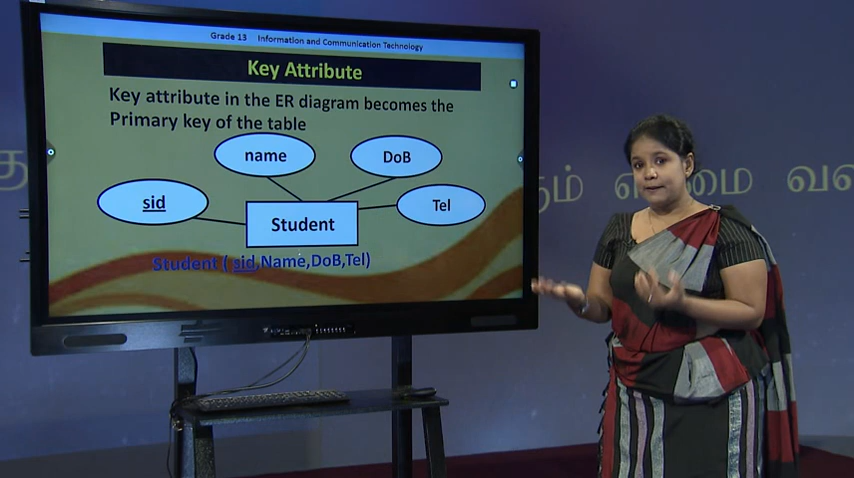 Grade 13 Information and Communication Technology
Key Attribute
Key attribute in the ER diagram becomes the
Primary key of the table
name
DoB
sid
Tel
Student
Student ( sid,Name,DoB,Tel)
எமை